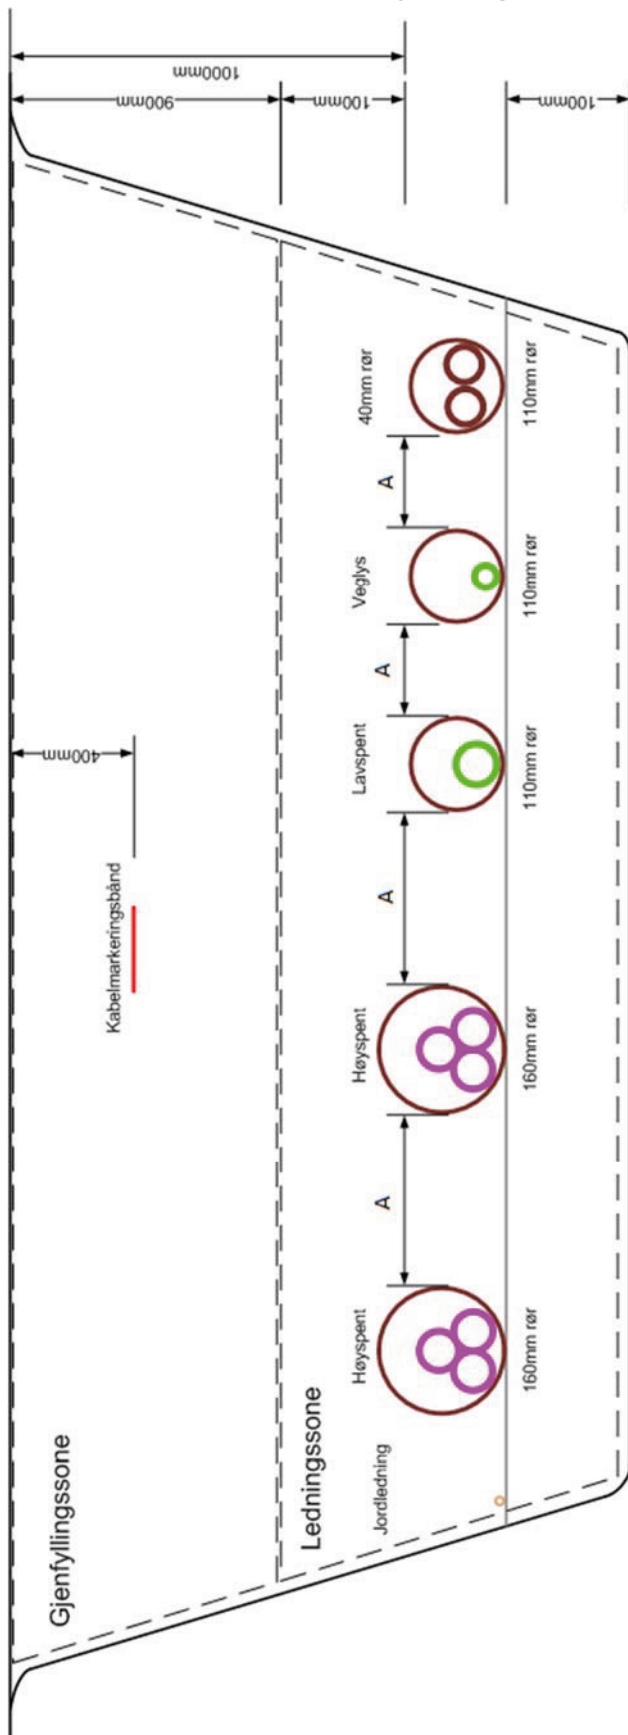 Gjenfyllingssone
Kabelmarkeringsbånd
400mm
900mm
1000mm
Ledningssone
100mm
Jordledning
Høyspent
A
Høyspent
A
Lavspent
A
Veglys
A
40mm rør
160mm rør
160mm rør
110mm rør
110mm rør
110mm rør
100mm